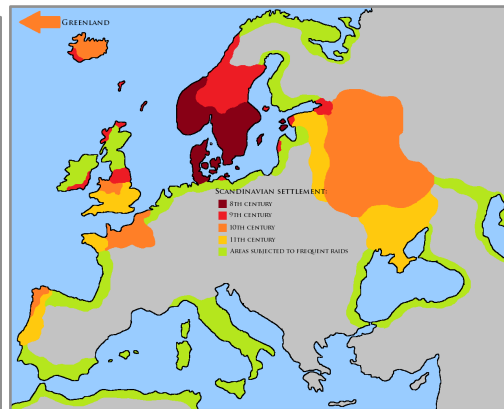 Greenland
Scandinavian settlement:
8th century
9th century
10th century
11th century
Areas subjected to frequent raids